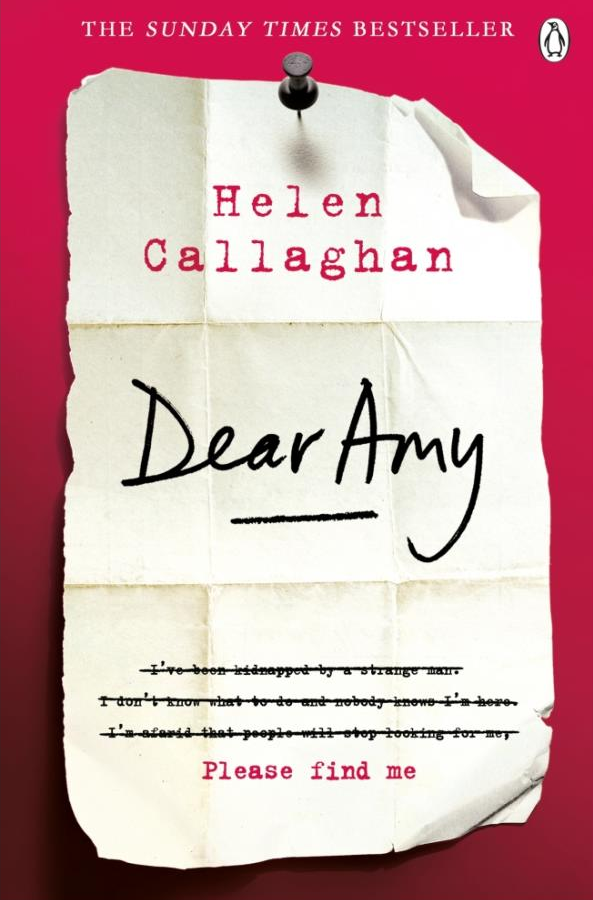 THE SUNDAY TIMES BESTSELLER
Helen
Callaghan
Dear Amy
I've been kidnapped by a strange man.
I don't know what to do and nobody knows I'm here.
I'm afarid that people will stop looking for me,
Please find me